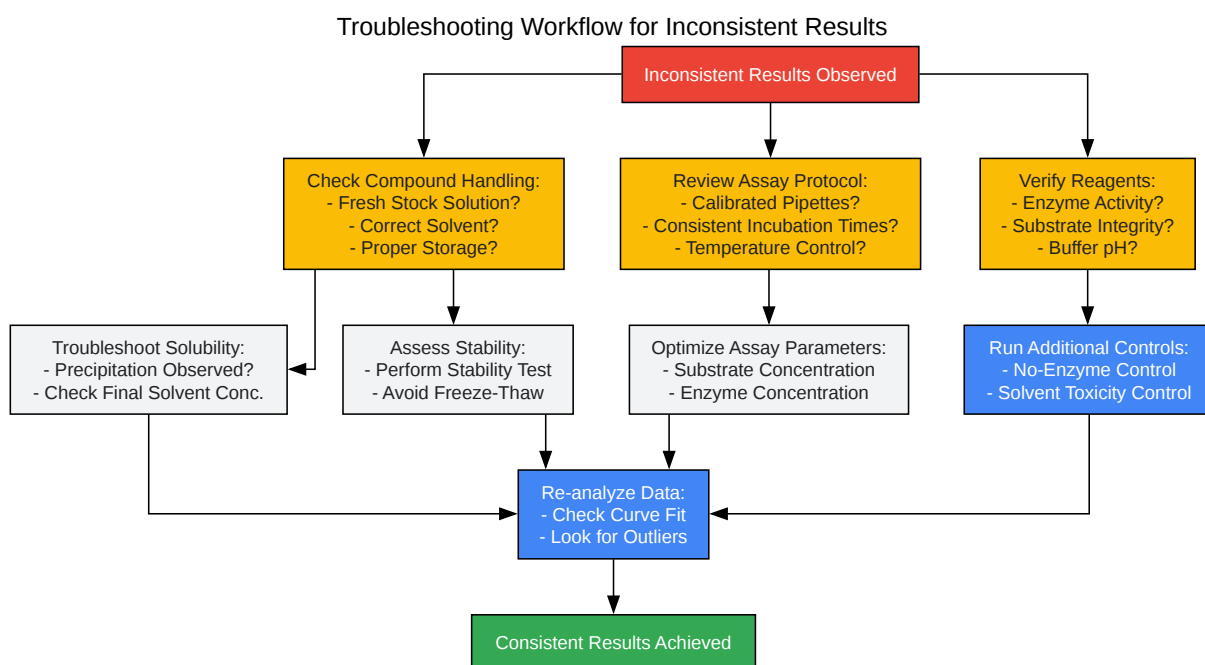 Troubleshooting Workflow for Inconsistent Results
Inconsistent Results Observed
Check Compound Handling:
- Fresh Stock Solution?
- Correct Solvent?
- Proper Storage?
Review Assay Protocol:
- Calibrated Pipettes?
- Consistent Incubation Times?
- Temperature Control?
Verify Reagents:
- Enzyme Activity?
- Substrate Integrity?
- Buffer pH?
Troubleshoot Solubility:
- Precipitation Observed?
- Check Final Solvent Conc.
Assess Stability:
- Perform Stability Test
- Avoid Freeze-Thaw
Optimize Assay Parameters:
- Substrate Concentration
- Enzyme Concentration
Run Additional Controls:
- No-Enzyme Control
- Solvent Toxicity Control
Re-analyze Data:
- Check Curve Fit
- Look for Outliers
Consistent Results Achieved